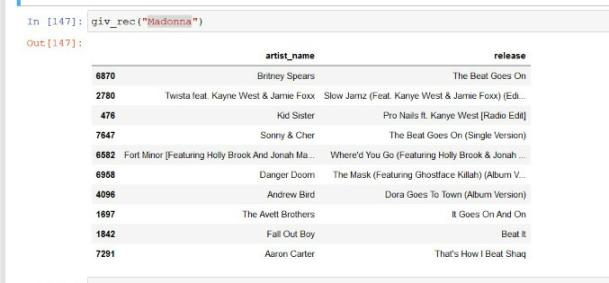 In [147]: giv_rec("Madonna")
Out[147]:
artist_name release
6870 Britney Spears The Beat Goes On
2780 Twista feat. Kayne West & Jamie Foxx Slow Jamz (Feat. Kanye West & Jamie Foxx) (Edi...
476 Kid Sister Pro Nails ft. Kanye West [Radio Edit]
7647 Sonny & Cher The Beat Goes On (Single Version)
6582 Fort Minor [Featuring Holly Brook And Jonah Ma... Where'd You Go (Featuring Holly Brook & Jonah ...
6958 Danger Doom The Mask (Featuring Ghostface Killah) (Album V...
4096 Andrew Bird Dora Goes To Town (Album Version)
1697 The Avett Brothers It Goes On And On
1842 Fall Out Boy Beat It
7291 Aaron Carter That's How I Beat Shaq